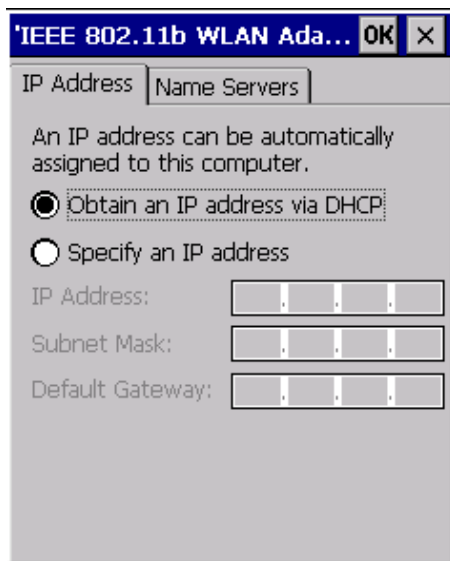 'IEEE 802.11b WLAN Ada... OK ×
IP Address Name Servers
An IP address can be automatically
assigned to this computer.
Obtain an IP address via DHCP
Specify an IP address
IP Address: . . .
Subnet Mask: . . .
Default Gateway: . . .